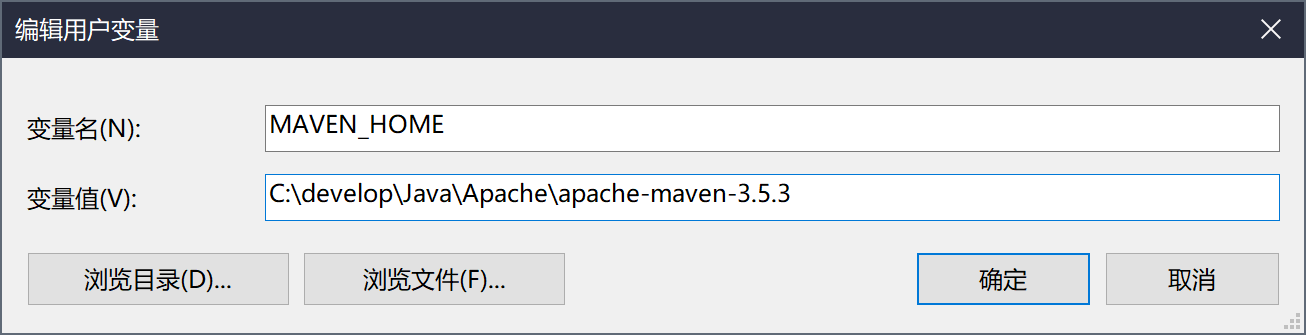 编辑用户变量
变量名(N):
MAVEN_HOME
变量值(V):
C:\develop\Java\Apache\apache-maven-3.5.3
浏览目录(D)...
浏览文件(F)...
确定
取消